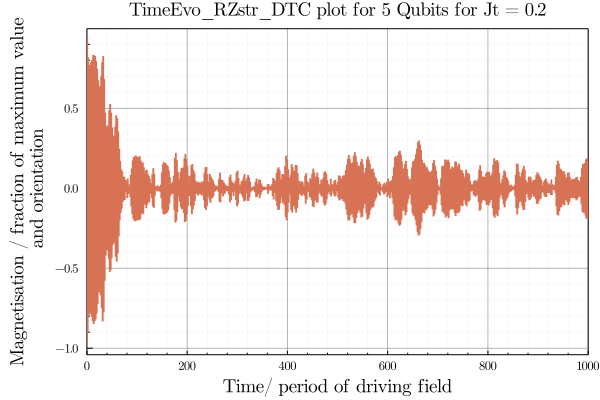 TimeEvo_RZstr_DTC plot for 5 Qubits for Jt = 0.2
Magnetisation / fraction of maximum value
and orientation
0.5
0.0
−0.5
−1.0
0 200 400 600 800 1000
Time/ period of driving field